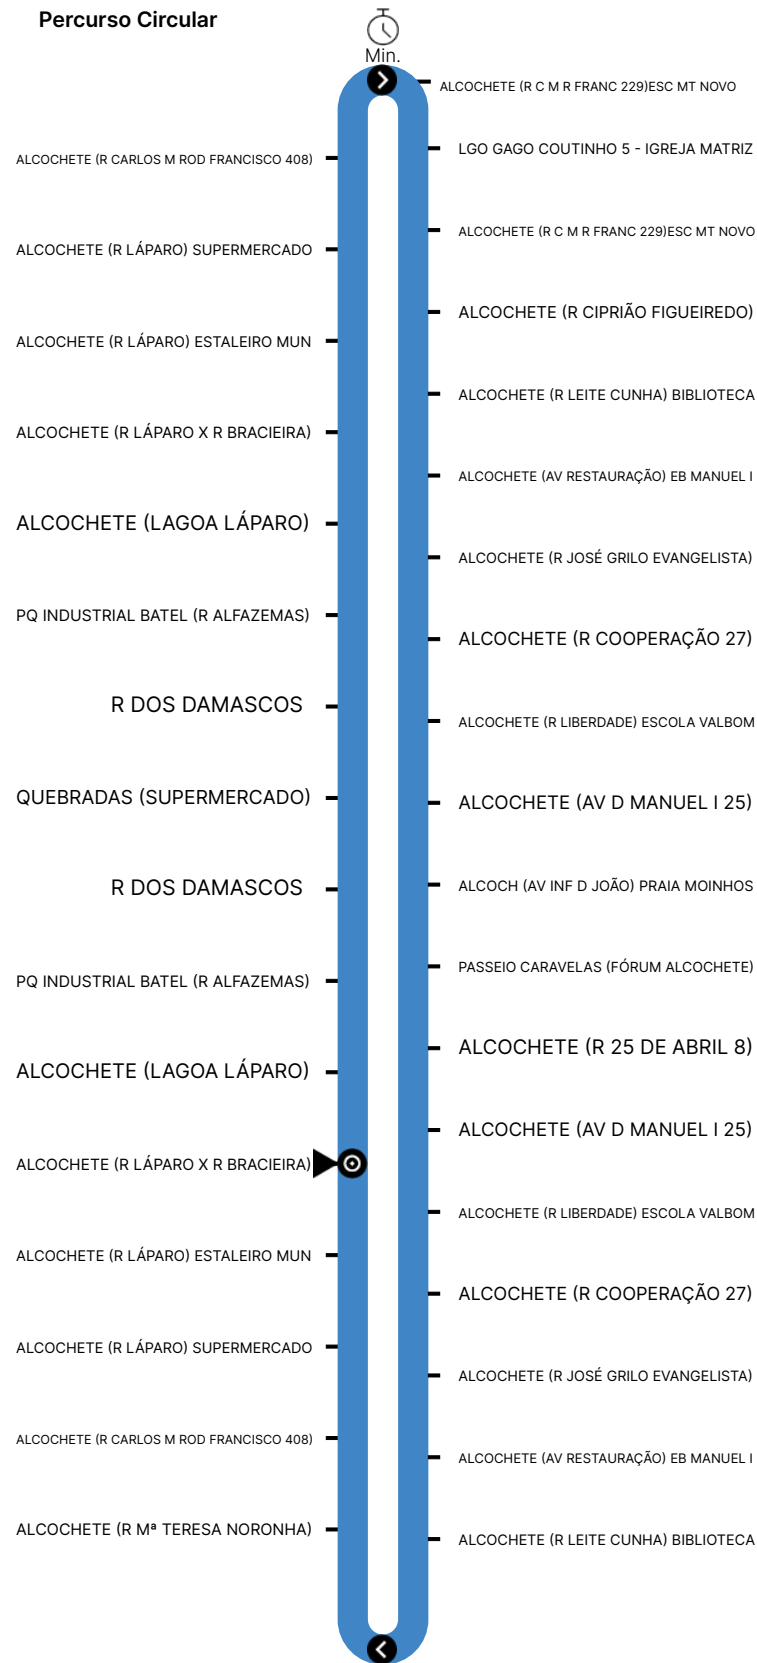 Percurso Circular
Min.
ALCOCHETE (R C M R FRANC 229)ESC MT NOVO
LGO GAGO COUTINHO 5 - IGREJA MATRIZ
ALCOCHETE (R C M R FRANC 229)ESC MT NOVO
ALCOCHETE (R CIPRIÃO FIGUEIREDO)
ALCOCHETE (R LEITE CUNHA) BIBLIOTECA
ALCOCHETE (AV RESTAURAÇÃO) EB MANUEL I
ALCOCHETE (R JOSÉ GRILO EVANGELISTA)
ALCOCHETE (R COOPERAÇÃO 27)
ALCOCHETE (R LIBERDADE) ESCOLA VALBOM
ALCOCHETE (AV D MANUEL I 25)
ALCOCH (AV INF D JOÃO) PRAIA MOINHOS
PASSEIO CARAVELAS (FÓRUM ALCOCHETE)
ALCOCHETE (R 25 DE ABRIL 8)
ALCOCHETE (AV D MANUEL I 25)
ALCOCHETE (R LIBERDADE) ESCOLA VALBOM
ALCOCHETE (R COOPERAÇÃO 27)
ALCOCHETE (R JOSÉ GRILO EVANGELISTA)
ALCOCHETE (AV RESTAURAÇÃO) EB MANUEL I
ALCOCHETE (R LEITE CUNHA) BIBLIOTECA
ALCOCHETE (R CARLOS M ROD FRANCISCO 408)
ALCOCHETE (R LÁPARO) SUPERMERCADO
ALCOCHETE (R LÁPARO) ESTALEIRO MUN
ALCOCHETE (R LÁPARO X R BRACIEIRA)
ALCOCHETE (LAGOA LÁPARO)
PQ INDUSTRIAL BATEL (R ALFAZEMAS)
R DOS DAMASCOS
QUEBRADAS (SUPERMERCADO)
R DOS DAMASCOS
PQ INDUSTRIAL BATEL (R ALFAZEMAS)
ALCOCHETE (LAGOA LÁPARO)
ALCOCHETE (R LÁPARO X R BRACIEIRA)
ALCOCHETE (R LÁPARO) ESTALEIRO MUN
ALCOCHETE (R LÁPARO) SUPERMERCADO
ALCOCHETE (R CARLOS M ROD FRANCISCO 408)
ALCOCHETE (R Mª TERESA NORONHA)